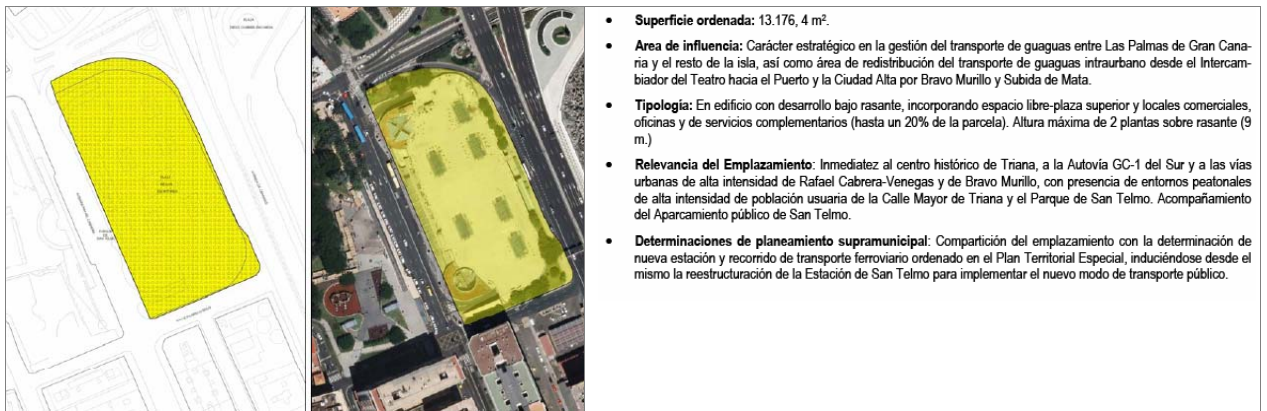 • Superficie ordenada: 13.176, 4 m².
• Area de influencia: Carácter estratégico en la gestión del transporte de guaguas entre Las Palmas de Gran Cana-
ria y el resto de la isla, así como área de redistribución del transporte de guaguas intraurbano desde el Intercam-
biador del Teatro hacia el Puerto y la Ciudad Alta por Bravo Murillo y Subida de Mata.
• Tipología: En edificio con desarrollo bajo rasante, incorporando espacio libre-plaza superior y locales comerciales,
oficinas y de servicios complementarios (hasta un 20% de la parcela). Altura máxima de 2 plantas sobre rasante (9
m.)
• Relevancia del Emplazamiento: Inmediatez al centro histórico de Triana, a la Autovía GC-1 del Sur y a las vías
urbanas de alta intensidad de Rafael Cabrera-Venegas y de Bravo Murillo, con presencia de entornos peatonales
de alta intensidad de población usuaria de la Calle Mayor de Triana y el Parque de San Telmo. Acompañamiento
del Aparcamiento público de San Telmo.
• Determinaciones de planeamiento supramunicipal: Compartición del emplazamiento con la determinación de
nueva estación y recorrido de transporte ferroviario ordenado en el Plan Territorial Especial, induciéndose desde el
mismo la reestructuración de la Estación de San Telmo para implementar el nuevo modo de transporte público.